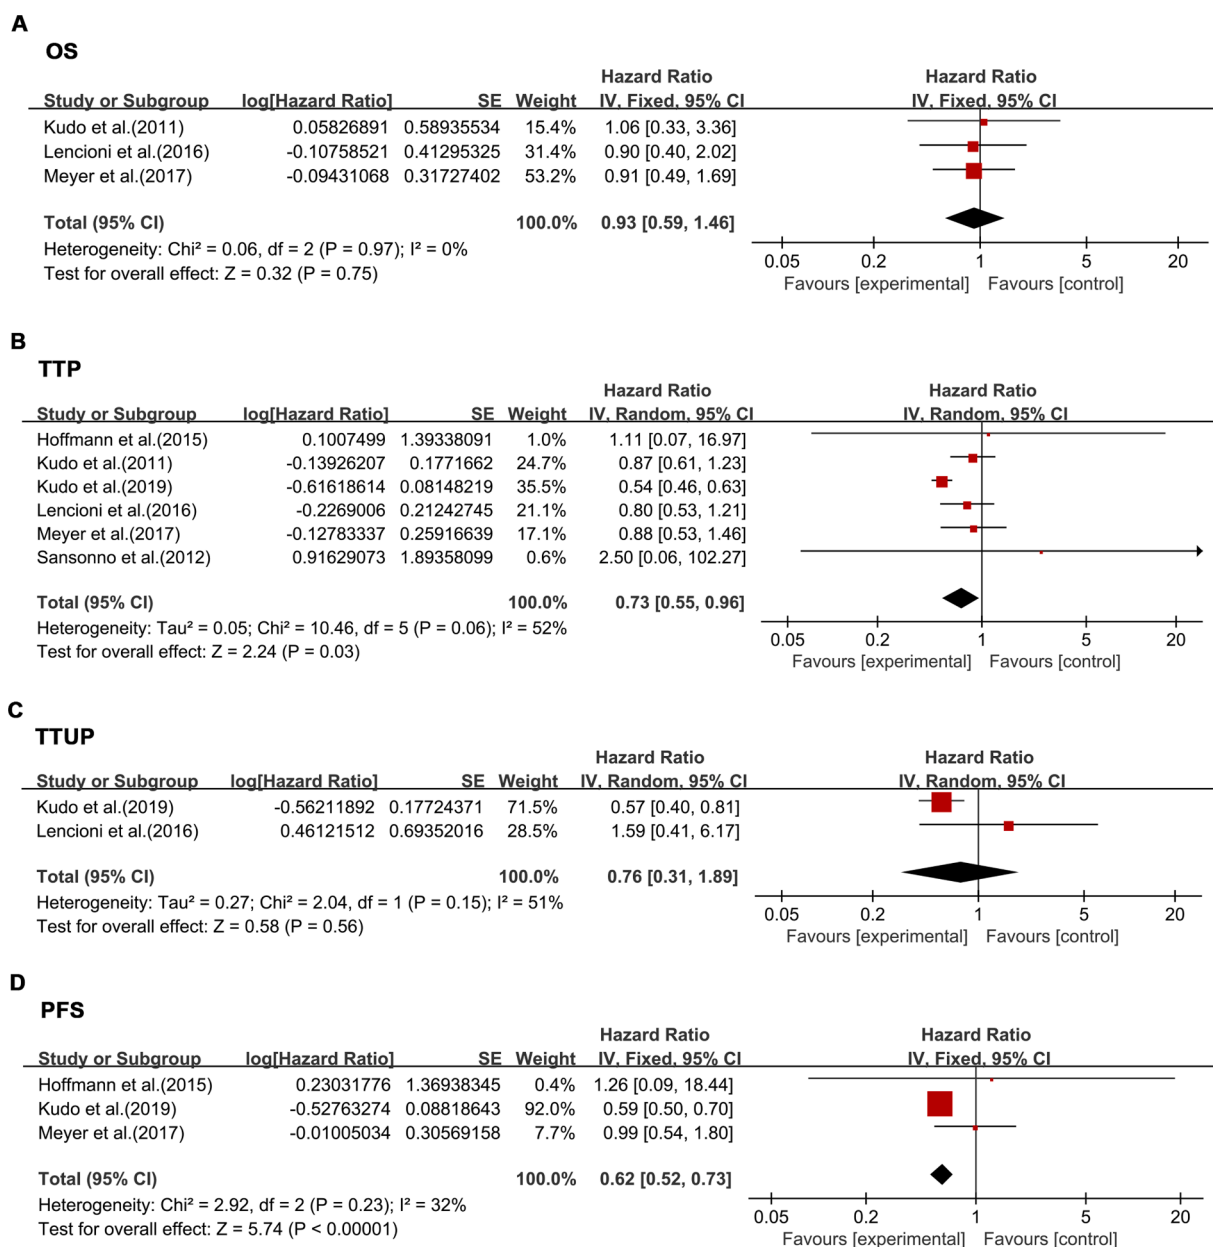 A
OS
Hazard Ratio Hazard Ratio
Study or Subgroup log[Hazard Ratio] SE Weight IV, Fixed, 95% CI IV, Fixed, 95% CI
Kudo et al.(2011) 0.05826891 0.58935534 15.4% 1.06 [0.33, 3.36]
Lencioni et al.(2016) -0.10758521 0.41295325 31.4% 0.90 [0.40, 2.02]
Meyer et al.(2017) -0.09431068 0.31727402 53.2% 0.91 [0.49, 1.69]
Total (95% CI) 100.0% 0.93 [0.59, 1.46]
Heterogeneity: Chi² = 0.06, df = 2 (P = 0.97); I² = 0%
Test for overall effect: Z = 0.32 (P = 0.75)
0.05 0.2 1 5 20
Favours [experimental] Favours [control]
B
TTP
Hazard Ratio Hazard Ratio
Study or Subgroup log[Hazard Ratio] SE Weight IV, Random, 95% CI IV, Random, 95% CI
Hoffmann et al.(2015) 0.1007499 1.39338091 1.0% 1.11 [0.07, 16.97]
Kudo et al.(2011) -0.13926207 0.1771662 24.7% 0.87 [0.61, 1.23]
Kudo et al.(2019) -0.61618614 0.08148219 35.5% 0.54 [0.46, 0.63]
Lencioni et al.(2016) -0.2269006 0.21242745 21.1% 0.80 [0.53, 1.21]
Meyer et al.(2017) -0.12783337 0.25916639 17.1% 0.88 [0.53, 1.46]
Sansonno et al.(2012) 0.91629073 1.89358099 0.6% 2.50 [0.06, 102.27]
Total (95% CI) 100.0% 0.73 [0.55, 0.96]
Heterogeneity: Tau² = 0.05; Chi² = 10.46, df = 5 (P = 0.06); I² = 52%
Test for overall effect: Z = 2.24 (P = 0.03)
0.05 0.2 1 5 20
Favours [experimental] Favours [control]
C
TTUP
Hazard Ratio Hazard Ratio
Study or Subgroup log[Hazard Ratio] SE Weight IV, Random, 95% CI IV, Random, 95% CI
Kudo et al.(2019) -0.56211892 0.17724371 71.5% 0.57 [0.40, 0.81]
Lencioni et al.(2016) 0.46121512 0.69352016 28.5% 1.59 [0.41, 6.17]
Total (95% CI) 100.0% 0.76 [0.31, 1.89]
Heterogeneity: Tau² = 0.27; Chi² = 2.04, df = 1 (P = 0.15); I² = 51%
Test for overall effect: Z = 0.58 (P = 0.56)
0.05 0.2 1 5 20
Favours [experimental] Favours [control]
D
PFS
Hazard Ratio Hazard Ratio
Study or Subgroup log[Hazard Ratio] SE Weight IV, Fixed, 95% CI IV, Fixed, 95% CI
Hoffmann et al.(2015) 0.23031776 1.36938345 0.4% 1.26 [0.09, 18.44]
Kudo et al.(2019) -0.52763274 0.08818643 92.0% 0.59 [0.50, 0.70]
Meyer et al.(2017) -0.01005034 0.30569158 7.7% 0.99 [0.54, 1.80]
Total (95% CI) 100.0% 0.62 [0.52, 0.73]
Heterogeneity: Chi² = 2.92, df = 2 (P = 0.23); I² = 32%
Test for overall effect: Z = 5.74 (P < 0.00001)
0.05 0.2 1 5 20
Favours [experimental] Favours [control]